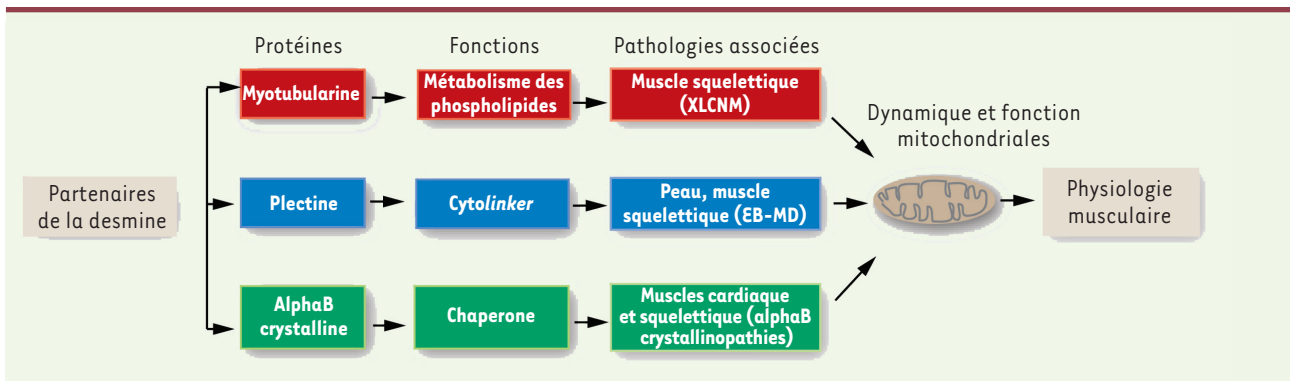 Protéines
Fonctions
Pathologies associées
Partenaires
de la desmine
Myotubularine
Métabolisme des
phospholipides
Muscle squelettique
(XLCNM)
Plectine
Cytolinker
Peau, muscle
squelettique (EB-MD)
AlphaB
crystalline
Chaperone
Muscles cardiaque
et squelettique (alphaB
crystallinopathies)
Dynamique et fonction
mitochondriales
Physiologie
musculaire